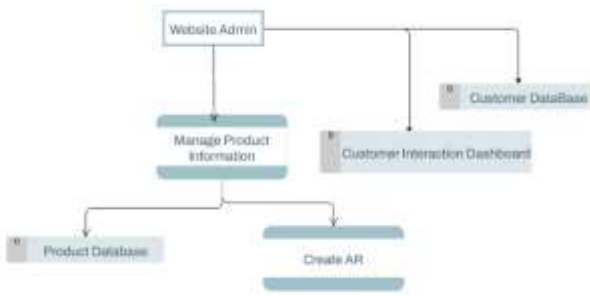 Website Admin
Customer DataBase
Manage Product
Information
Customer Interaction Dashboard
Product Database
Create AR